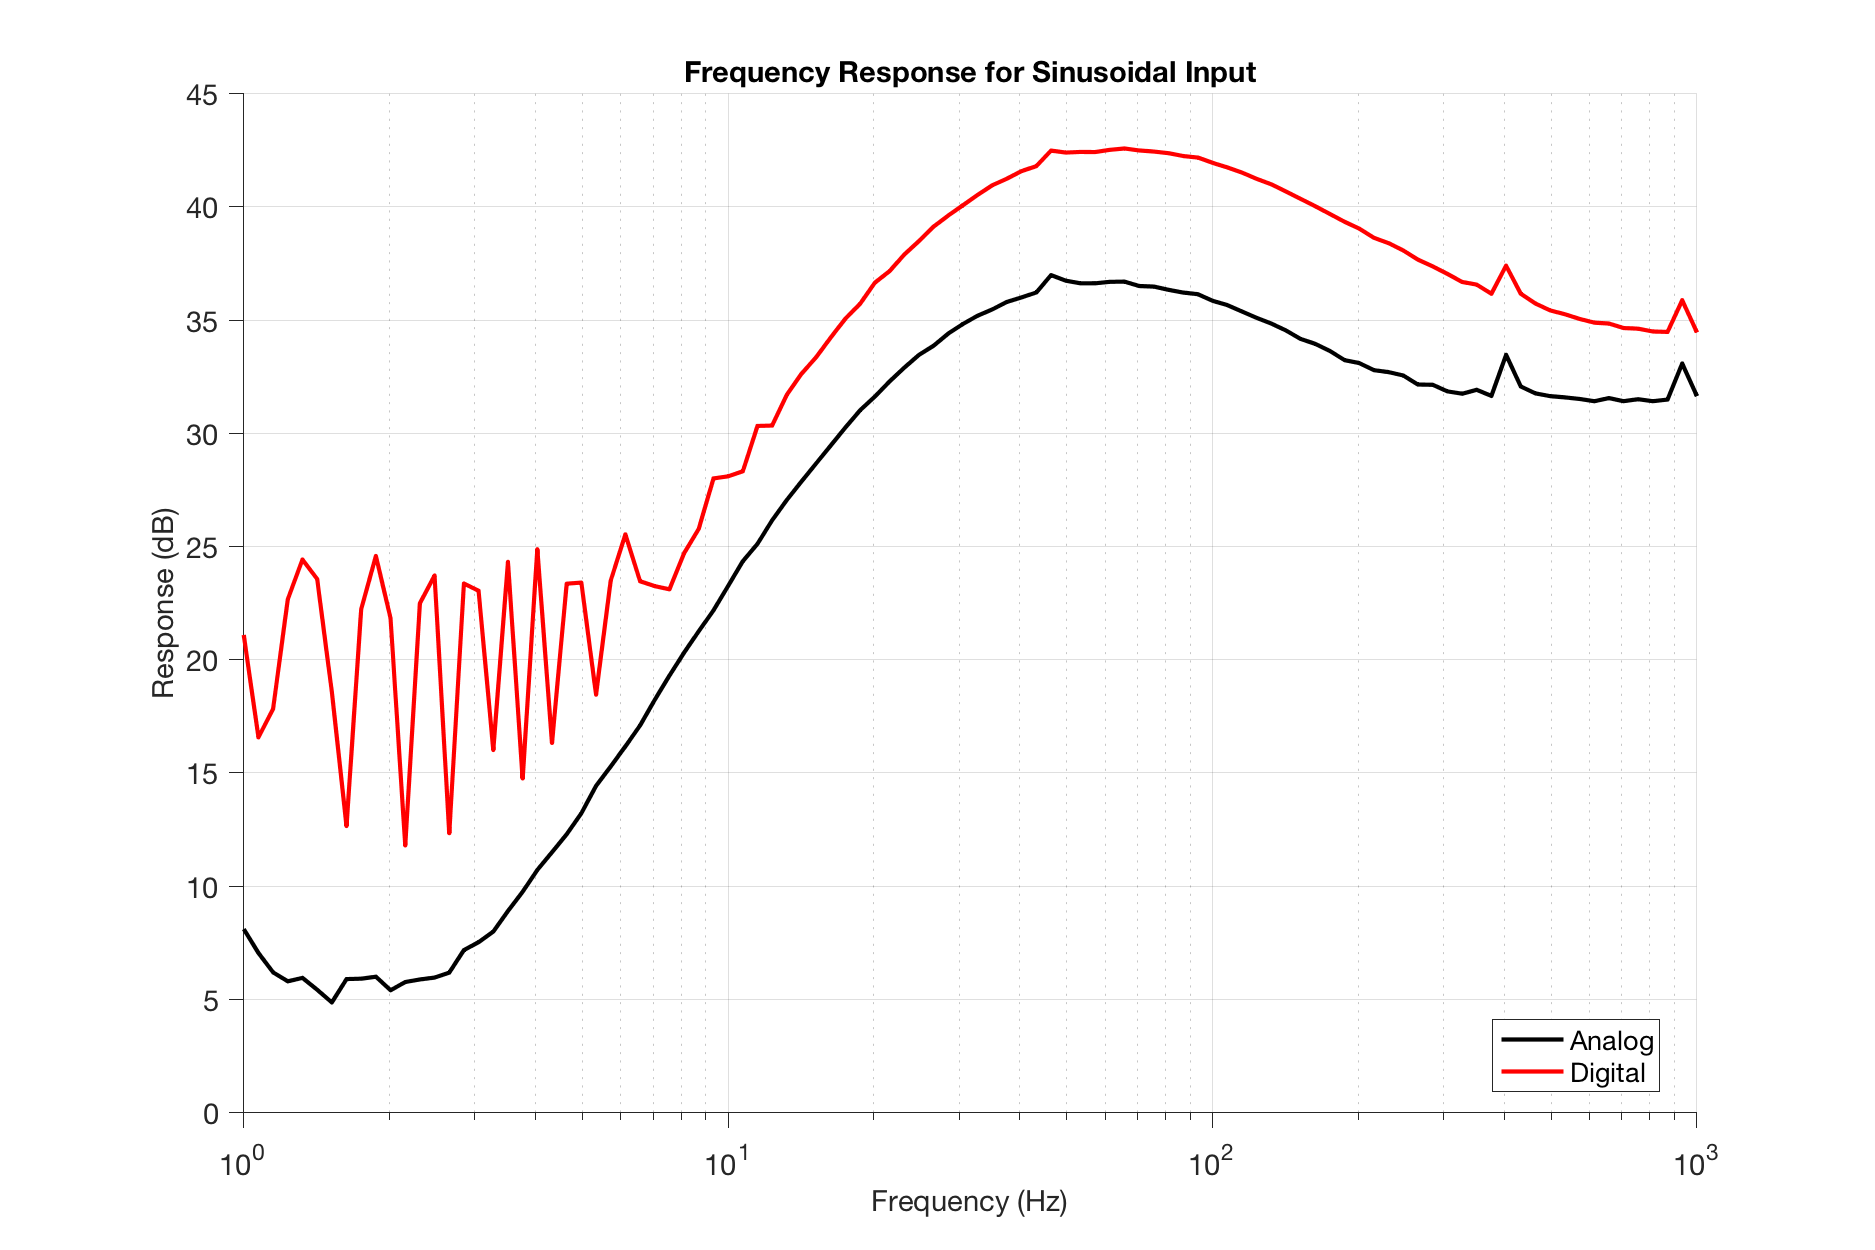 Frequency Response for Sinusoidal Input
45
40
35
30
25
20
15
10
5
0
Response (dB)
10^0 10^1 10^2 10^3
Frequency (Hz)
Analog
Digital